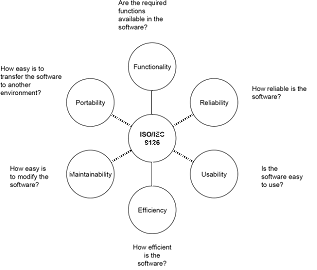 Are the required
functions
available in the
software?
Functionality
How easy is to
transfer the software
to another
environment?
Portability
Reliability
How reliable is the
software?
ISO/IEC
9126
How easy is
to modify the
software?
Maintainability
Usability
Is the
software easy
to use?
Efficiency
How efficient
is the
software?